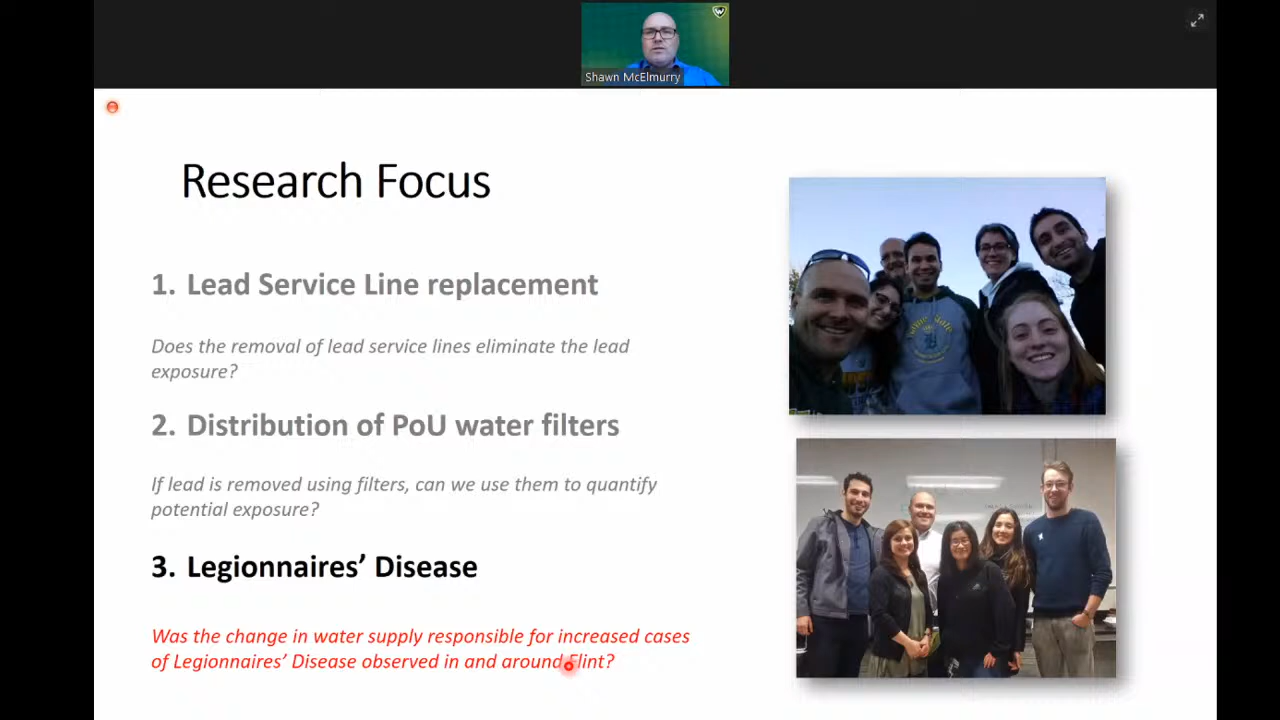 Shawn McElmurry
Research Focus
1. Lead Service Line replacement
Does the removal of lead service lines eliminate the lead
exposure?
2. Distribution of PoU water filters
If lead is removed using filters, can we use them to quantify
potential exposure?
3. Legionnaires’ Disease
Was the change in water supply responsible for increased cases
of Legionnaires’ Disease observed in and around Flint?